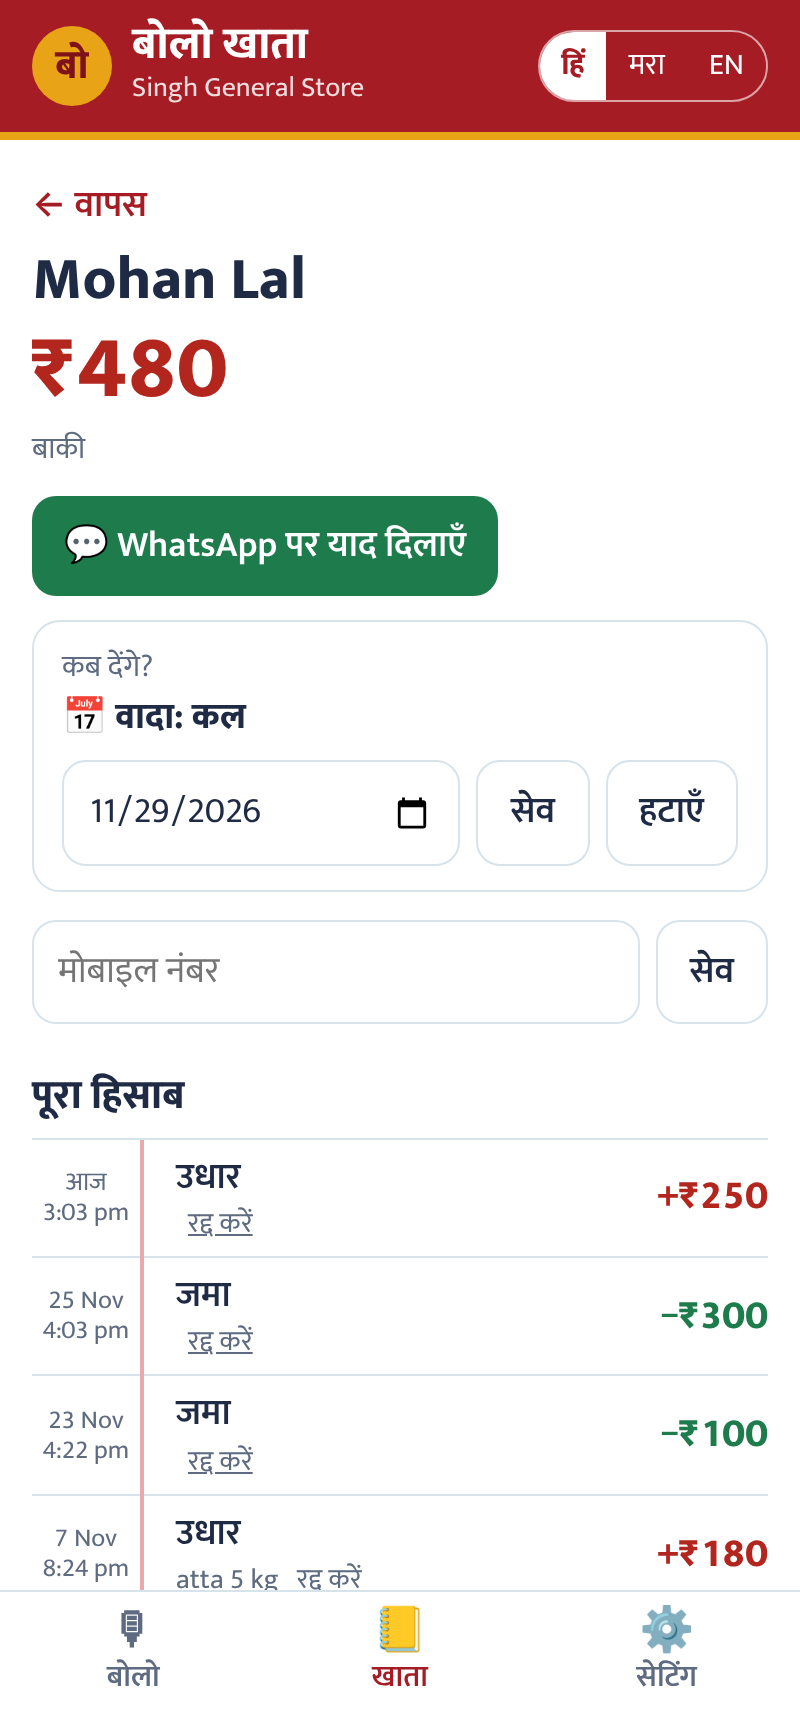 बो
बोलो खाता
Singh General Store
हिं मरा EN
← वापस
Mohan Lal
₹480
बाकी
💬 WhatsApp पर याद दिलाएँ
कब देंगे?
📅 वादा: कल
11/29/2026
सेव
हटाएँ
मोबाइल नंबर
सेव
पूरा हिसाब
आज
3:03 pm
उधार
रद्द करें
+₹250
25 Nov
4:03 pm
जमा
रद्द करें
−₹300
23 Nov
4:22 pm
जमा
रद्द करें
−₹100
7 Nov
8:24 pm
उधार
atta 5 kg रद्द करें
+₹180
बोलो
खाता
सेटिंग